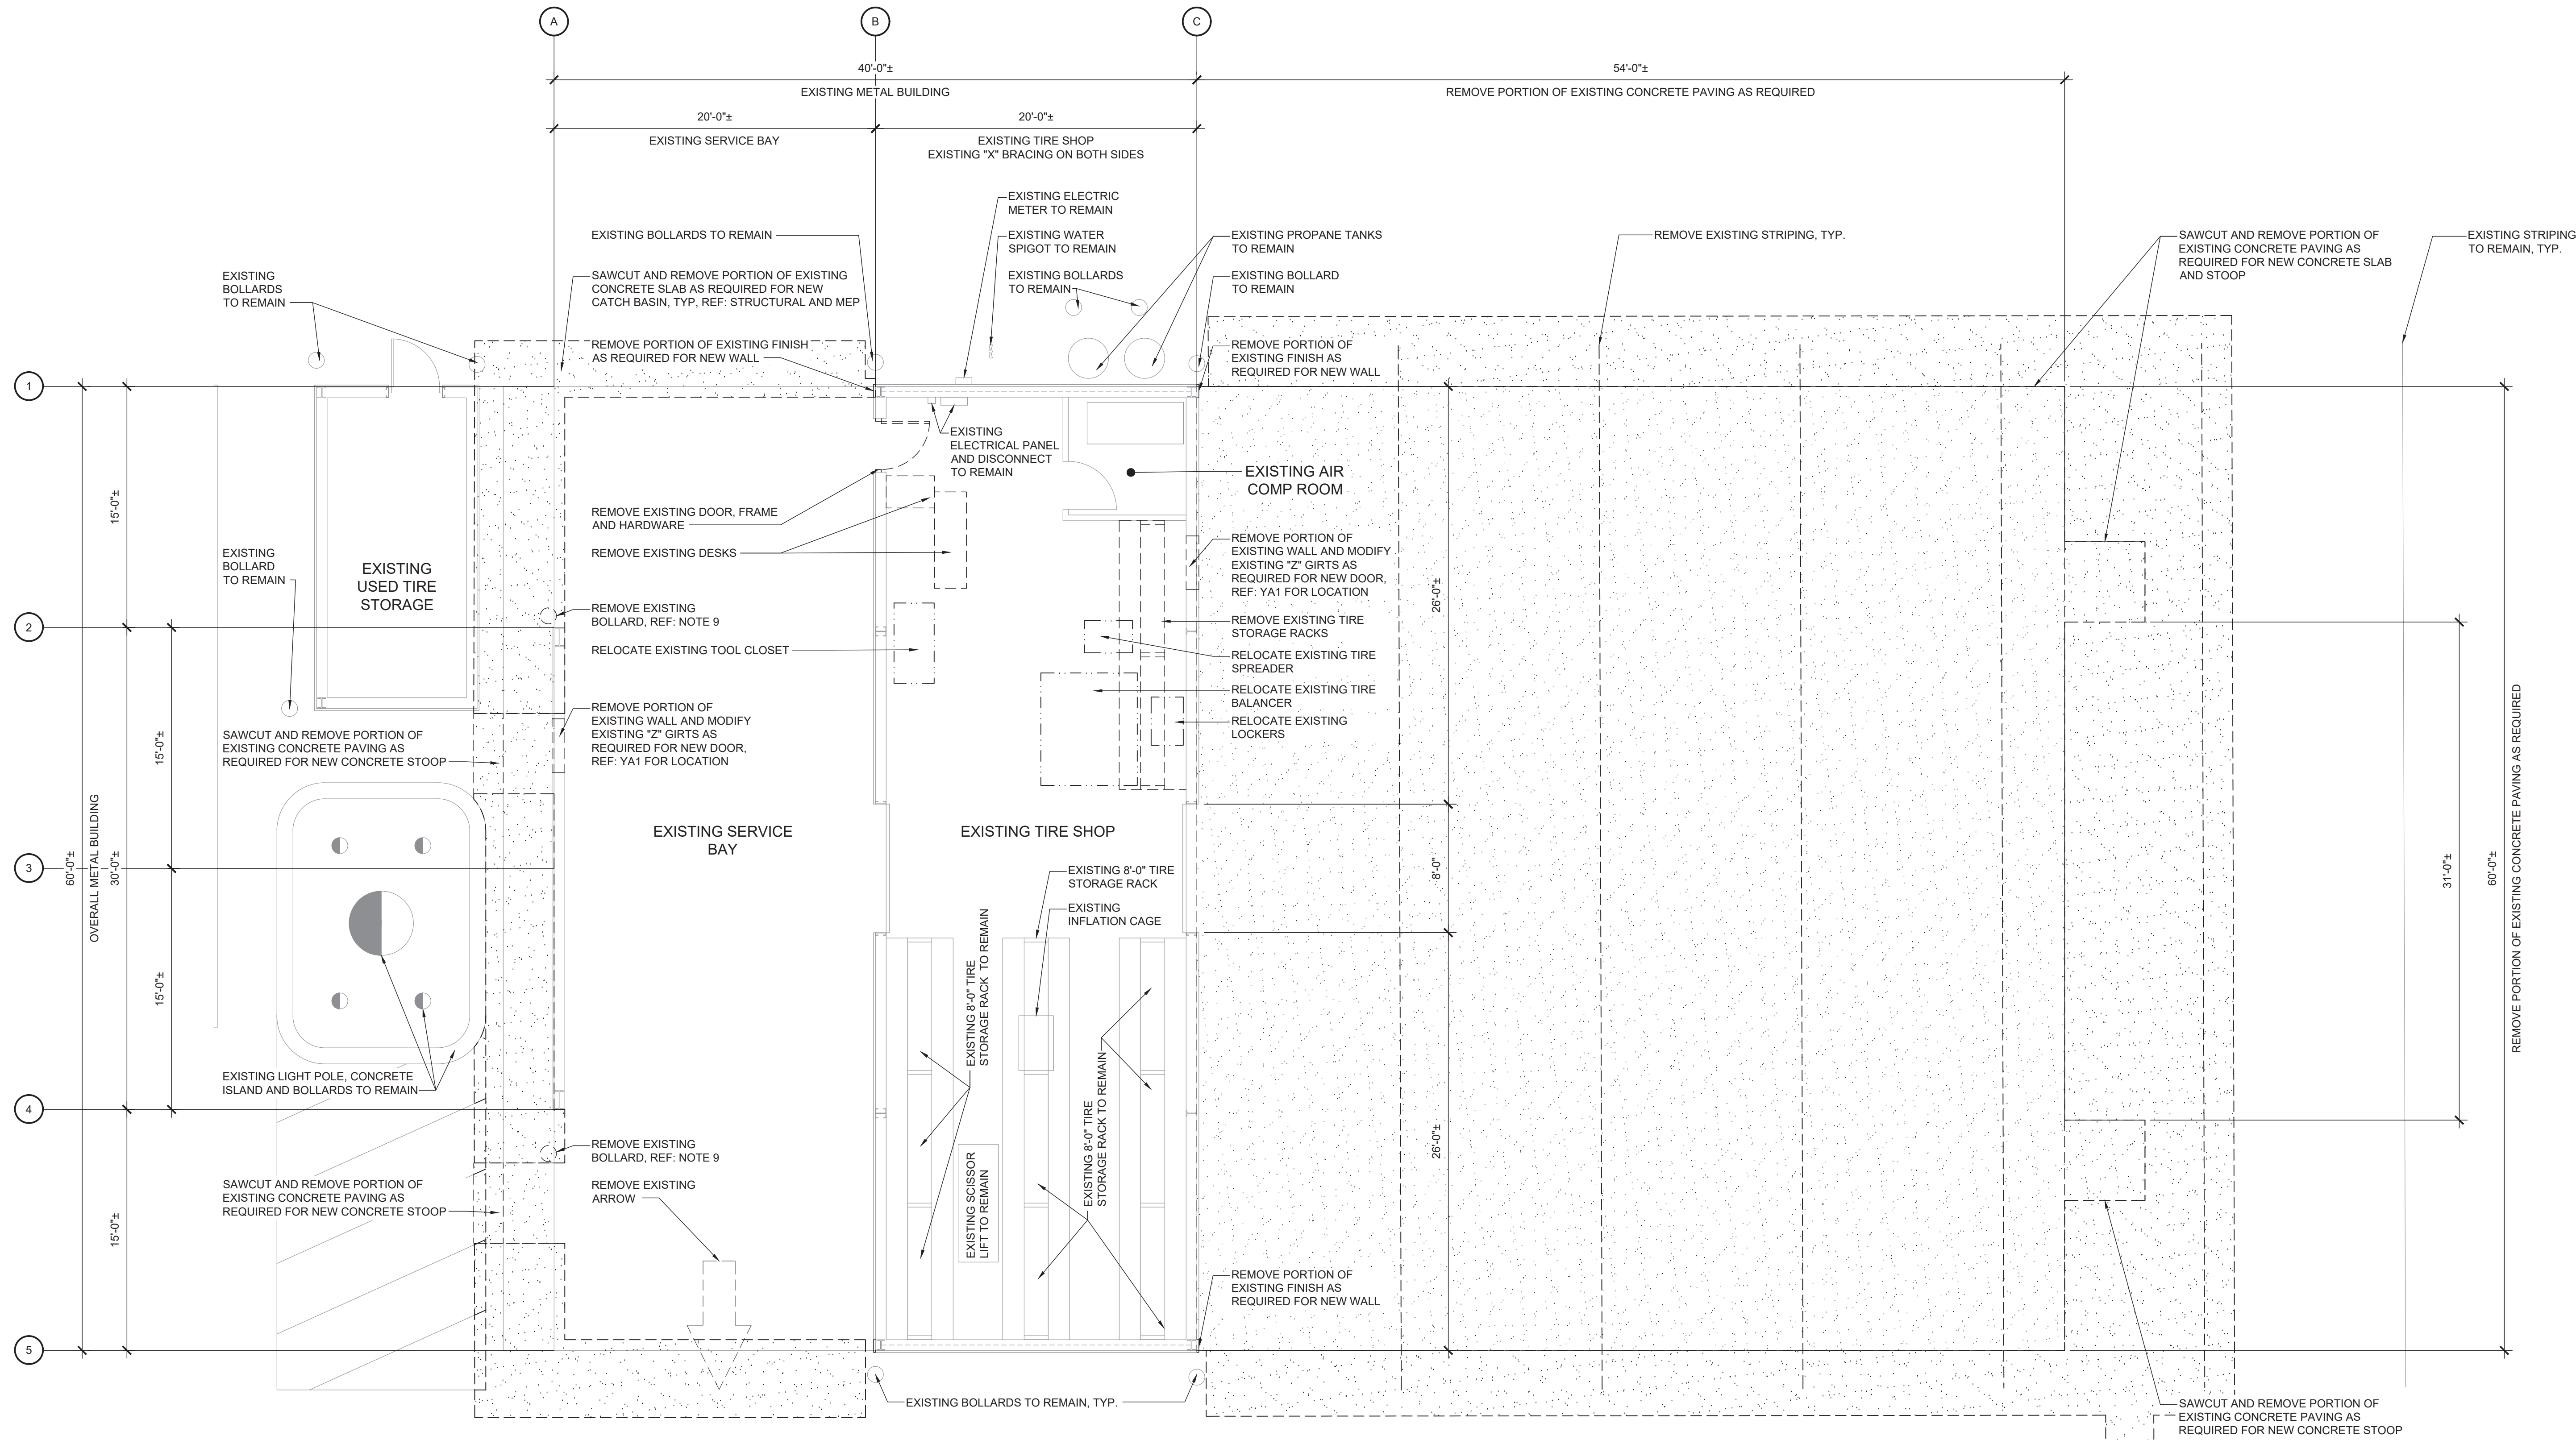 A
B
C
40'-0"±
EXISTING METAL BUILDING
54'-0"±
REMOVE PORTION OF EXISTING CONCRETE PAVING AS REQUIRED
20'-0"±
EXISTING SERVICE BAY
20'-0"±
EXISTING TIRE SHOP
EXISTING "X" BRACING ON BOTH SIDES
EXISTING ELECTRIC
METER TO REMAIN
EXISTING BOLLARDS TO REMAIN
EXISTING WATER
SPIGOT TO REMAIN
EXISTING PROPANE TANKS
TO REMAIN
REMOVE EXISTING STRIPING, TYP.
SAWCUT AND REMOVE PORTION OF
EXISTING CONCRETE PAVING AS
REQUIRED FOR NEW CONCRETE SLAB
AND STOOP
EXISTING STRIPING
TO REMAIN, TYP.
EXISTING
BOLLARDS
TO REMAIN
SAWCUT AND REMOVE PORTION OF EXISTING
CONCRETE SLAB AS REQUIRED FOR NEW
CATCH BASIN, TYP, REF: STRUCTURAL AND MEP
EXISTING BOLLARDS
TO REMAIN
EXISTING BOLLARD
TO REMAIN
REMOVE PORTION OF EXISTING FINISH
AS REQUIRED FOR NEW WALL
REMOVE PORTION OF
EXISTING FINISH AS
REQUIRED FOR NEW WALL
1
EXISTING
ELECTRICAL PANEL
AND DISCONNECT
TO REMAIN
EXISTING AIR
COMP ROOM
15'-0"±
REMOVE EXISTING DOOR, FRAME
AND HARDWARE
REMOVE EXISTING DESKS
REMOVE PORTION OF
EXISTING WALL AND MODIFY
EXISTING "Z" GIRTS AS
REQUIRED FOR NEW DOOR,
REF: YA1 FOR LOCATION
EXISTING
BOLLARD
TO REMAIN
EXISTING
USED TIRE
STORAGE
26'-0"±
REMOVE EXISTING
BOLLARD, REF: NOTE 9
REMOVE EXISTING TIRE
STORAGE RACKS
2
RELOCATE EXISTING TOOL CLOSET
RELOCATE EXISTING TIRE
SPREADER
RELOCATE EXISTING TIRE
BALANCER
RELOCATE EXISTING
LOCKERS
REMOVE PORTION OF
EXISTING WALL AND MODIFY
EXISTING "Z" GIRTS AS
REQUIRED FOR NEW DOOR,
REF: YA1 FOR LOCATION
SAWCUT AND REMOVE PORTION OF
EXISTING CONCRETE PAVING AS
REQUIRED FOR NEW CONCRETE STOOP
15'-0"±
EXISTING SERVICE
BAY
EXISTING TIRE SHOP
3
60'-0"±
OVERALL METAL BUILDING
30'-0"±
8'-0"
31'-0"±
60'-0"±
REMOVE PORTION OF EXISTING CONCRETE PAVING AS REQUIRED
EXISTING 8'-0" TIRE
STORAGE RACK
EXISTING
INFLATION CAGE
15'-0"±
EXISTING 8'-0" TIRE
STORAGE RACK TO REMAIN
EXISTING LIGHT POLE, CONCRETE
ISLAND AND BOLLARDS TO REMAIN
4
EXISTING 8'-0" TIRE
STORAGE RACK TO REMAIN
REMOVE EXISTING
BOLLARD, REF: NOTE 9
26'-0"±
SAWCUT AND REMOVE PORTION OF
EXISTING CONCRETE PAVING AS
REQUIRED FOR NEW CONCRETE STOOP
REMOVE EXISTING
ARROW
EXISTING SCISSOR
LIFT TO REMAIN
15'-0"±
REMOVE PORTION OF
EXISTING FINISH AS
REQUIRED FOR NEW WALL
5
EXISTING BOLLARDS TO REMAIN, TYP.
SAWCUT AND REMOVE PORTION OF
EXISTING CONCRETE PAVING AS
REQUIRED FOR NEW CONCRETE STOOP